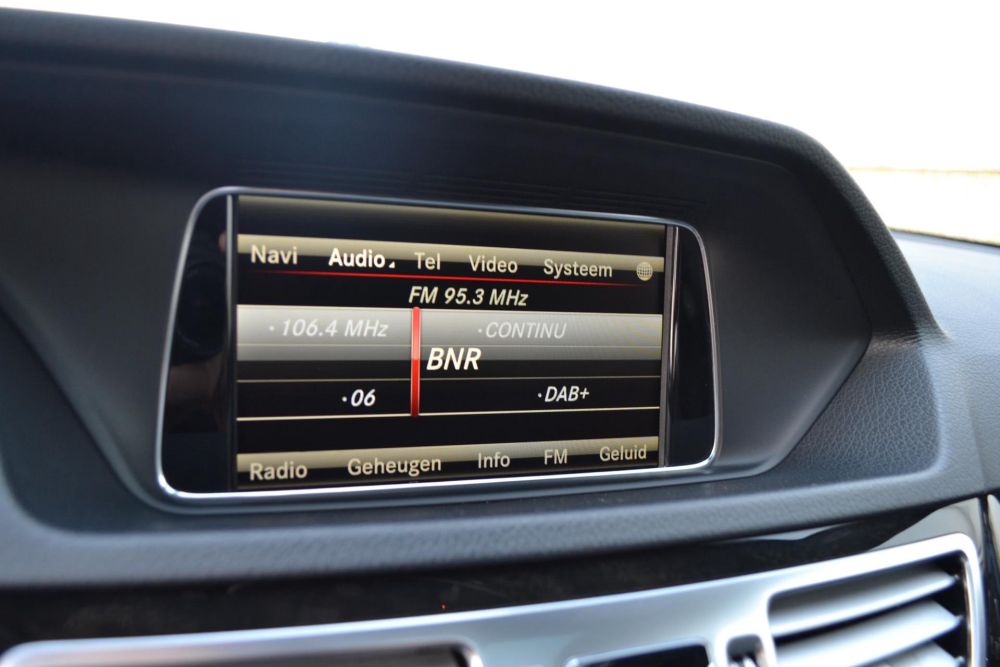 Navi Audio Tel Video Systeem
FM 95.3 MHz
·106.4 MHz ·CONTINU
BNR
·06 ·DAB+
Radio Geheugen Info FM Geluid